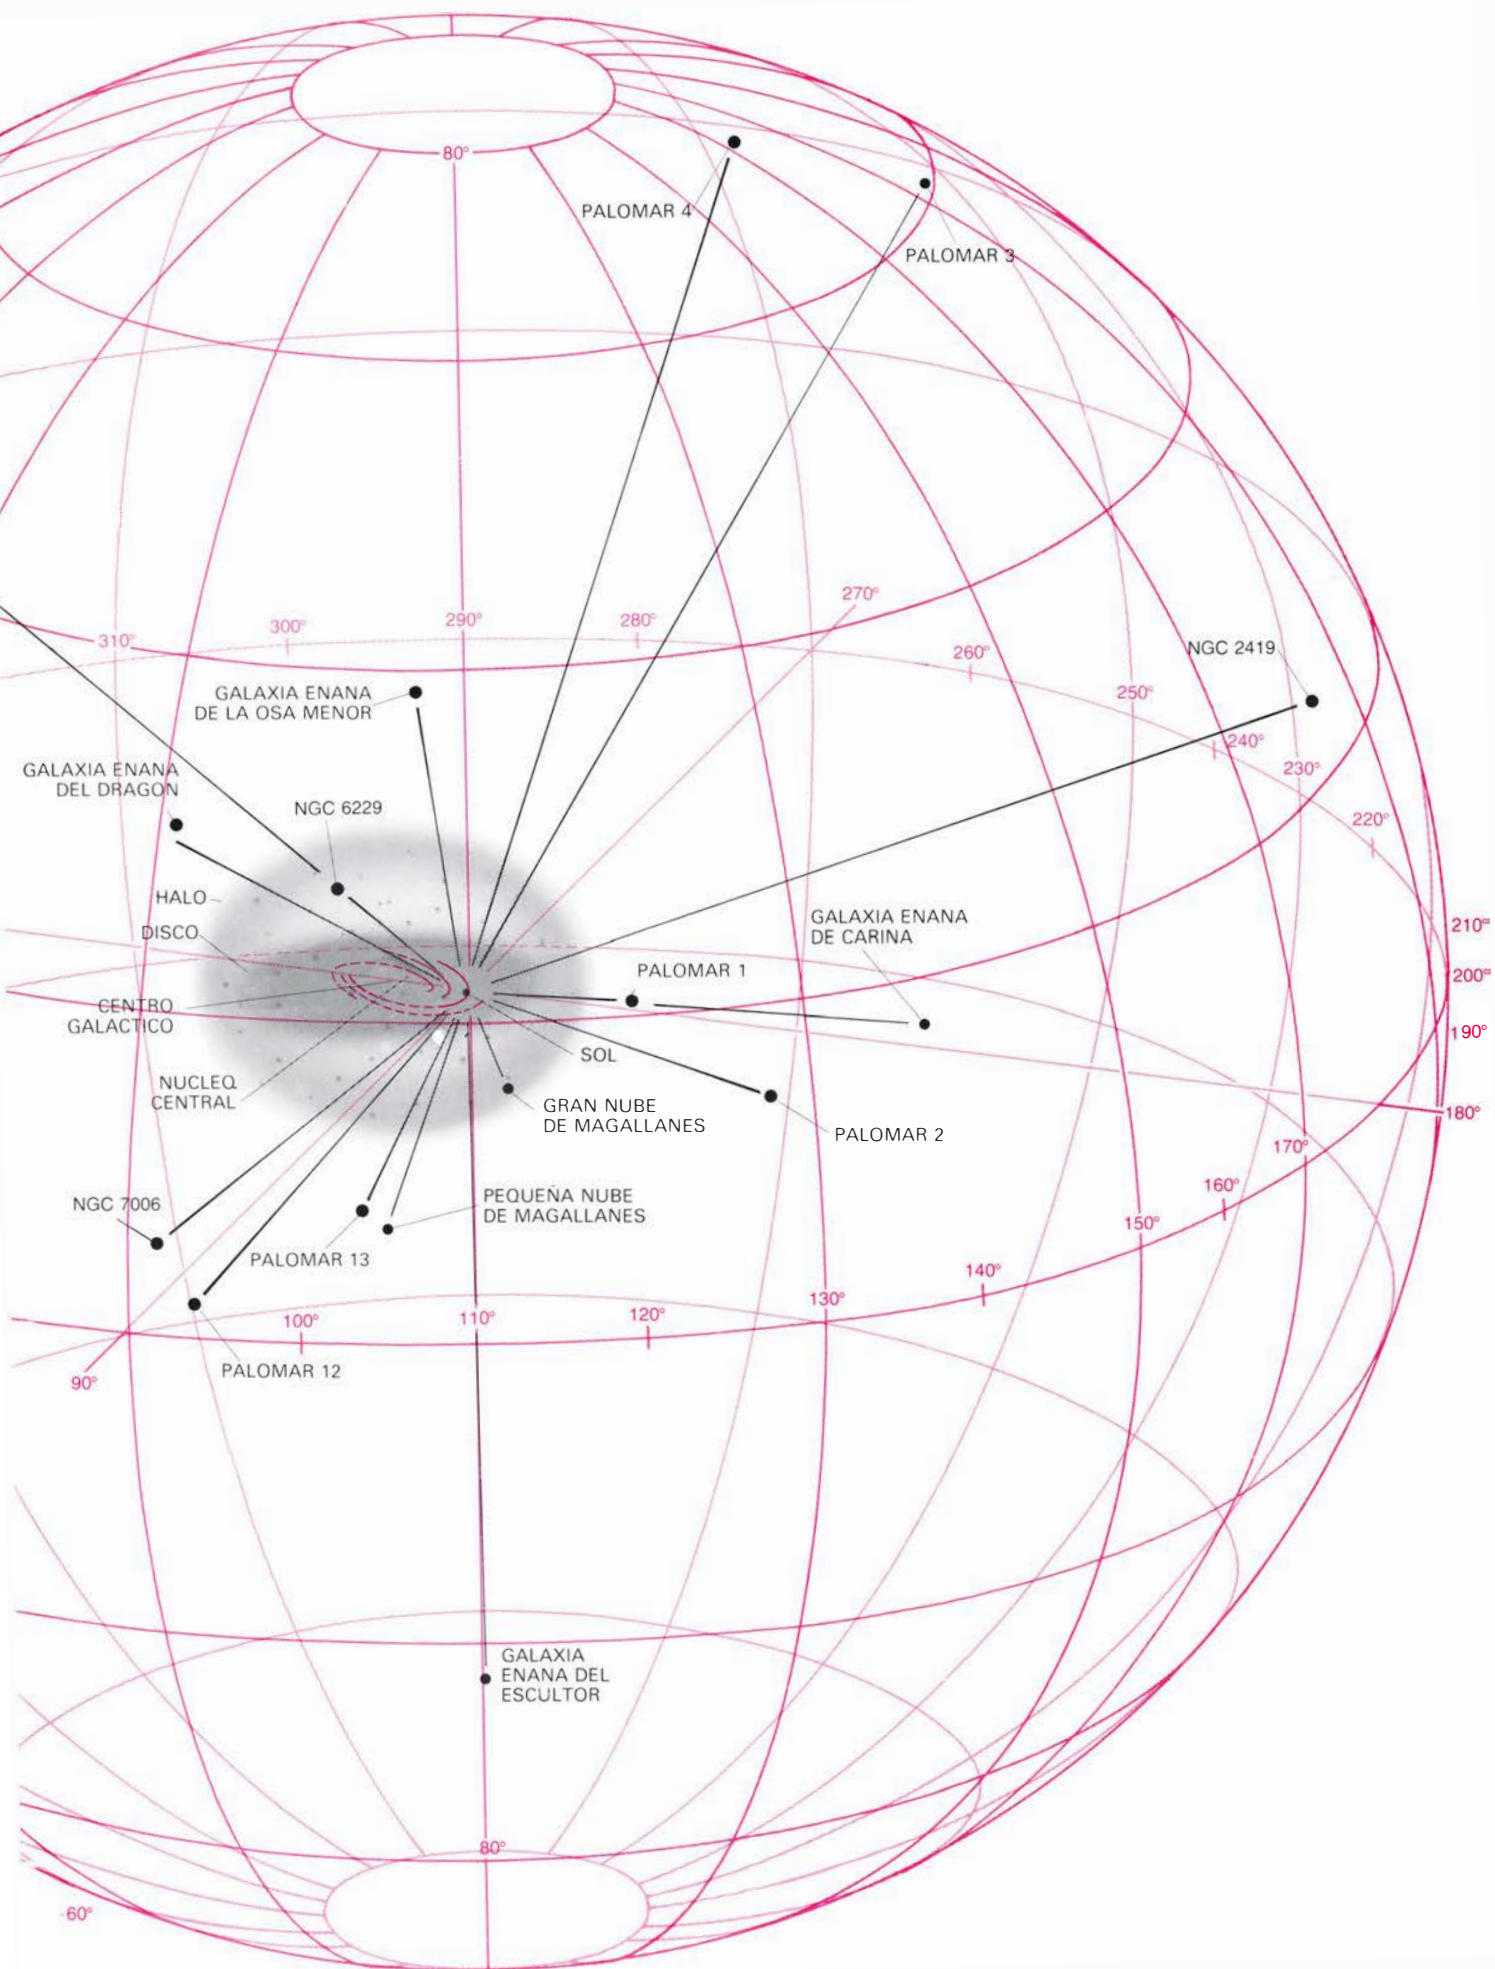 80°
PALOMAR 4
PALOMAR 3
270°
300°
290°
280°
310°
260°
NGC 2419
250°
GALAXIA ENANA
DE LA OSA MENOR
240°
230°
GALAXIA ENANA
DEL DRAGON
NGC 6229
220°
HALO
DISCO
GALAXIA ENANA
DE CARINA
210°
PALOMAR 1
200°
CENTRO
GALACTICO
190°
SOL
NUCLEO
CENTRAL
GRAN NUBE
DE MAGALLANES
180°
PALOMAR 2
170°
160°
NGC 7006
PEQUEÑA NUBE
DE MAGALLANES
150°
PALOMAR 13
140°
130°
100°
110°
120°
PALOMAR 12
90°
GALAXIA
ENANA DEL
ESCULTOR
80°
60°